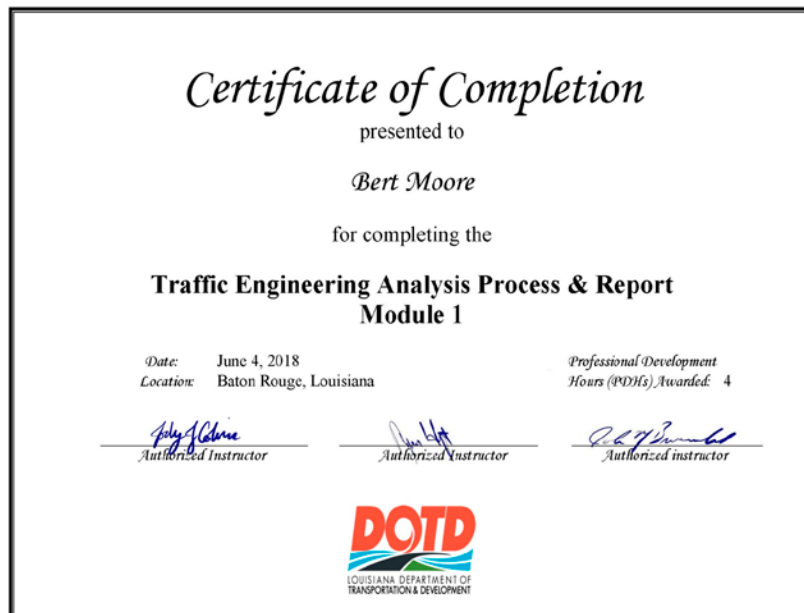 Certificate of Completion
presented to
Bert Moore
for completing the
Traffic Engineering Analysis Process & Report
Module 1
Date: June 4, 2018
Location: Baton Rouge, Louisiana
Professional Development
Hours (PDHs) Awarded: 4
Authorized Instructor
Authorized Instructor
Authorized instructor
DOTD
LOUISIANA DEPARTMENT OF
TRANSPORTATION & DEVELOPMENT